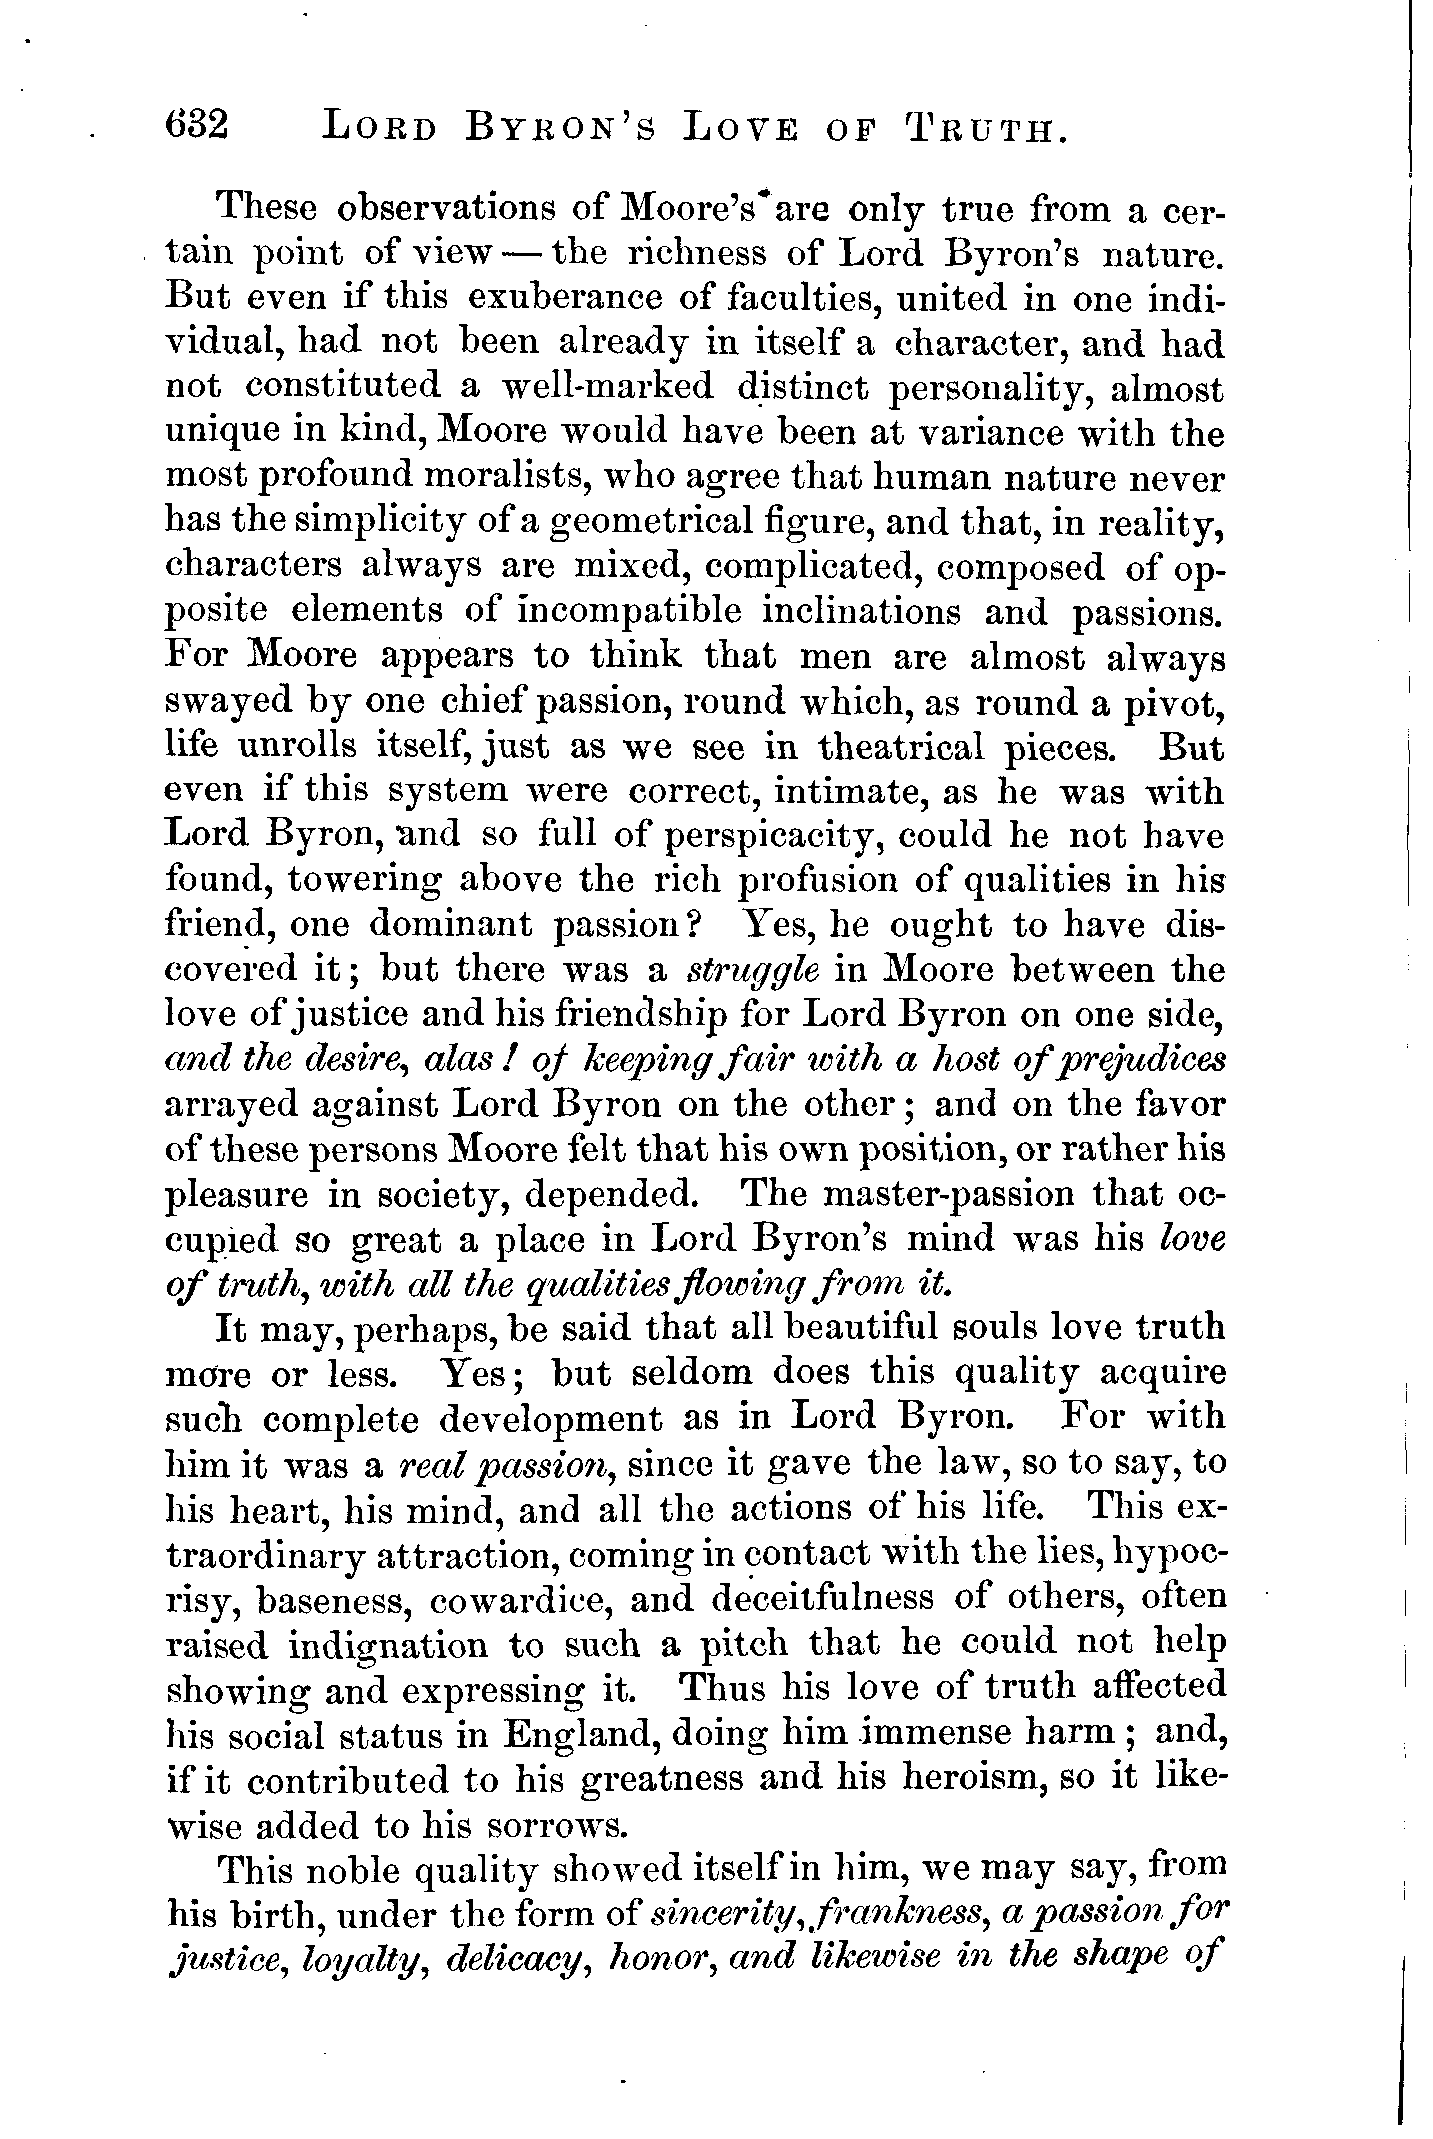 632 LORD BYRON'S LOVE OF TRUTH.
These observations of Moore's are only true from a cer-
tain point of view — the richness of Lord Byron's nature.
But even if this exuberance of faculties, united in one indi-
vidual, had not been already in itself a character, and had
not constituted a well-marked distinct personality, almost
unique in kind, Moore would have been at variance with the
most profound moralists, who agree that human nature never
has the simplicity of a geometrical figure, and that, in reality,
characters always are mixed, complicated, composed of op-
posite elements of incompatible inclinations and passions.
For Moore appears to think that men are almost always
swayed by one chief passion, round which, as round a pivot,
life unrolls itself, just as we see in theatrical pieces. But
even if this system were correct, intimate, as he was with
Lord Byron, and so full of perspicacity, could he not have
found, towering above the rich profusion of qualities in his
friend, one dominant passion? Yes, he ought to have dis-
covered it; but there was a struggle in Moore between the
love of justice and his friendship for Lord Byron on one side,
and the desire, alas! of keeping fair with a host of prejudices
arrayed against Lord Byron on the other; and on the favor
of these persons Moore felt that his own position, or rather his
pleasure in society, depended. The master-passion that oc-
cupied so great a place in Lord Byron's mind was his love
of truth, with all the qualities flowing from it.
It may, perhaps, be said that all beautiful souls love truth
more or less. Yes; but seldom does this quality acquire
such complete development as in Lord Byron. For with
him it was a real passion, since it gave the law, so to say, to
his heart, his mind, and all the actions of his life. This ex-
traordinary attraction, coming in contact with the lies, hypoc-
risy, baseness, cowardice, and deceitfulness of others, often
raised indignation to such a pitch that he could not help
showing and expressing it. Thus his love of truth affected
his social status in England, doing him immense harm; and,
if it contributed to his greatness and his heroism, so it like-
wise added to his sorrows.
This noble quality showed itself in him, we may say, from
his birth, under the form of sincerity, frankness, a passion for
justice, loyalty, delicacy, honor, and likewise in the shape of